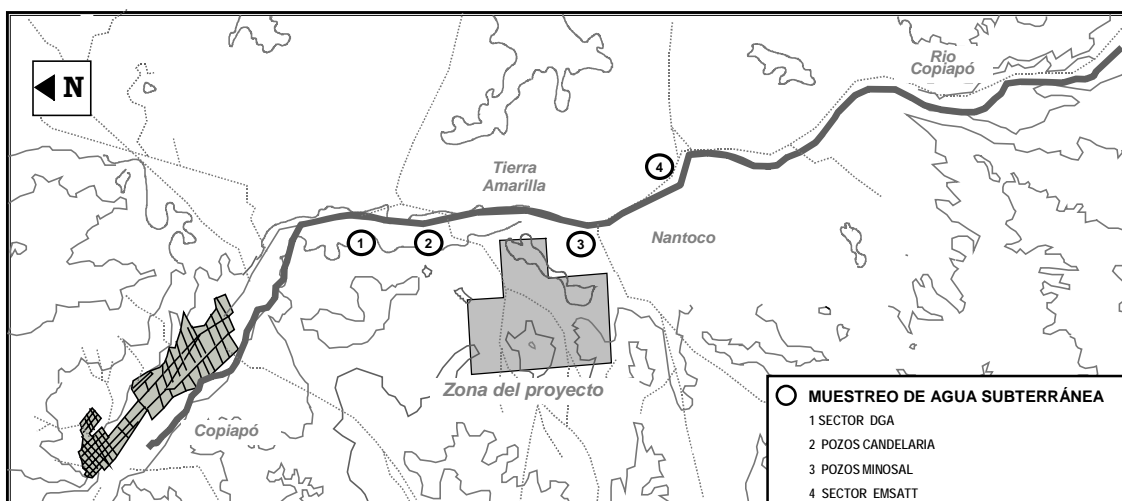 N
Rio
Copiapó
Tierra
Amarilla
4
1
2
3
Nantoco
Zona del proyecto
Copiapó
MUESTREO DE AGUA SUBTERRÁNEA
1 SECTOR DGA
2 POZOS CANDELARIA
3 POZOS MINOSAL
4 SECTOR EMSATT